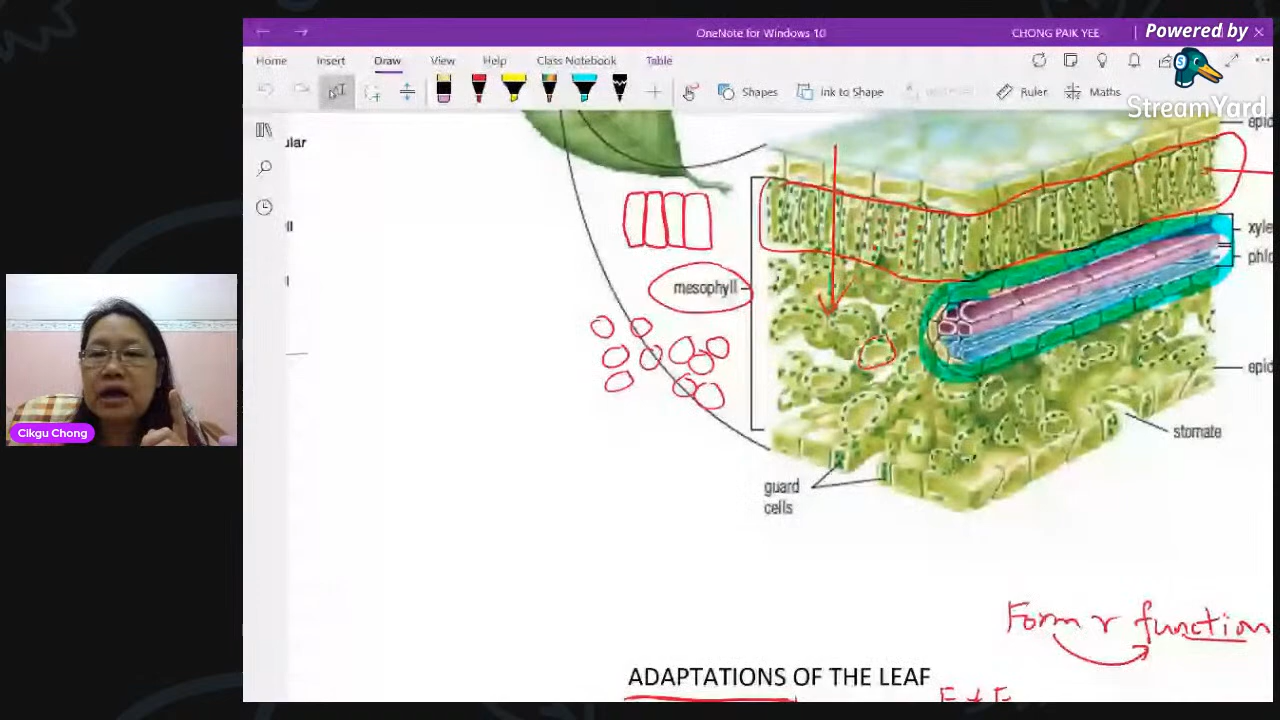 OneNote for Windows 10
CHONG PAIK YEE
Powered by
StreamYard
Home
Insert
Draw
View
Help
Class Notebook
Table
Shapes
Ink to Shape
Ruler
Maths
ular
ll
epid
xyle
phlo
mesophyll
epid
stomate
guard
cells
Cikgu Chong
Form & function
ADAPTATIONS OF THE LEAF